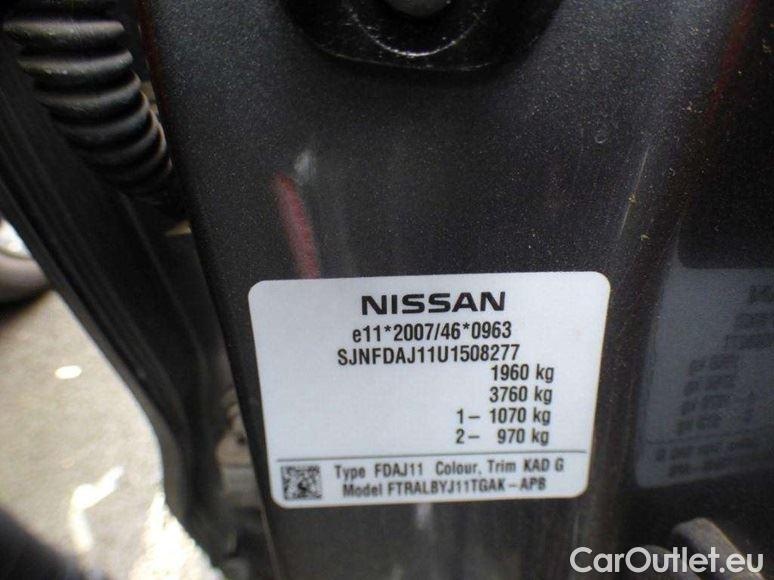 NISSAN
e11*2007/46*0963
SJNFDAJ11U1508277
1960 kg
3760 kg
1- 1070 kg
2- 970 kg
Type FDAJ11 Colour, Trim KAD G
Model FTRALBYJ11TGAK-APB
CarOutlet.eu